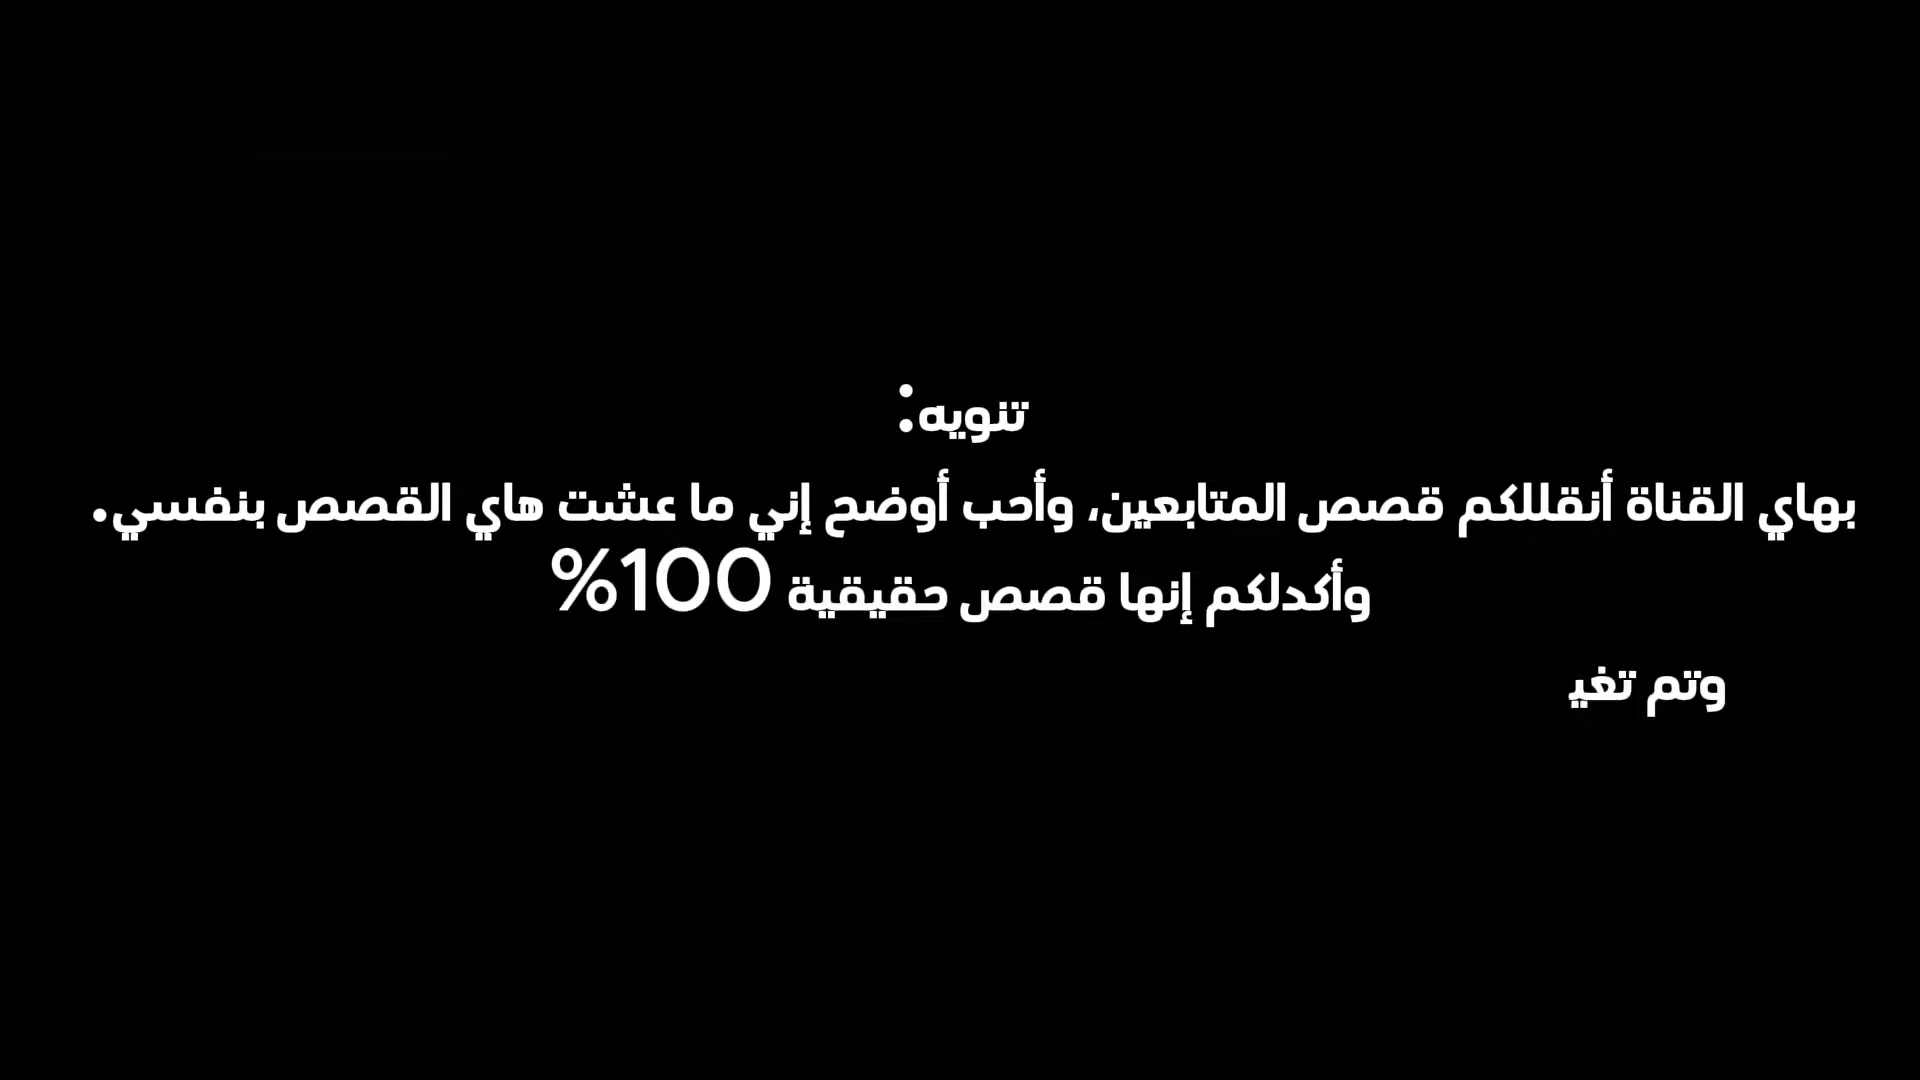 تنويه:
بهاي القناة أنقللكم قصص المتابعين، وأحب أوضح إني ما عشت هاي القصص بنفسي.
وأكدلكم إنها قصص حقيقية 100%
وتم تغي